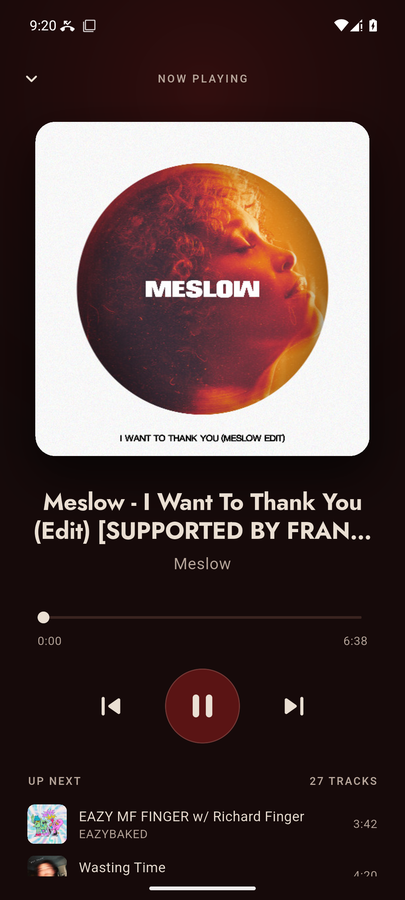 9:20
NOW PLAYING
MESLOW
I WANT TO THANK YOU (MESLOW EDIT)
Meslow - I Want To Thank You
(Edit) [SUPPORTED BY FRAN...
Meslow
0:00 6:38
UP NEXT 27 TRACKS
EAZY MF FINGER w/ Richard Finger
EAZYBAKED
3:42
Wasting Time
4:20